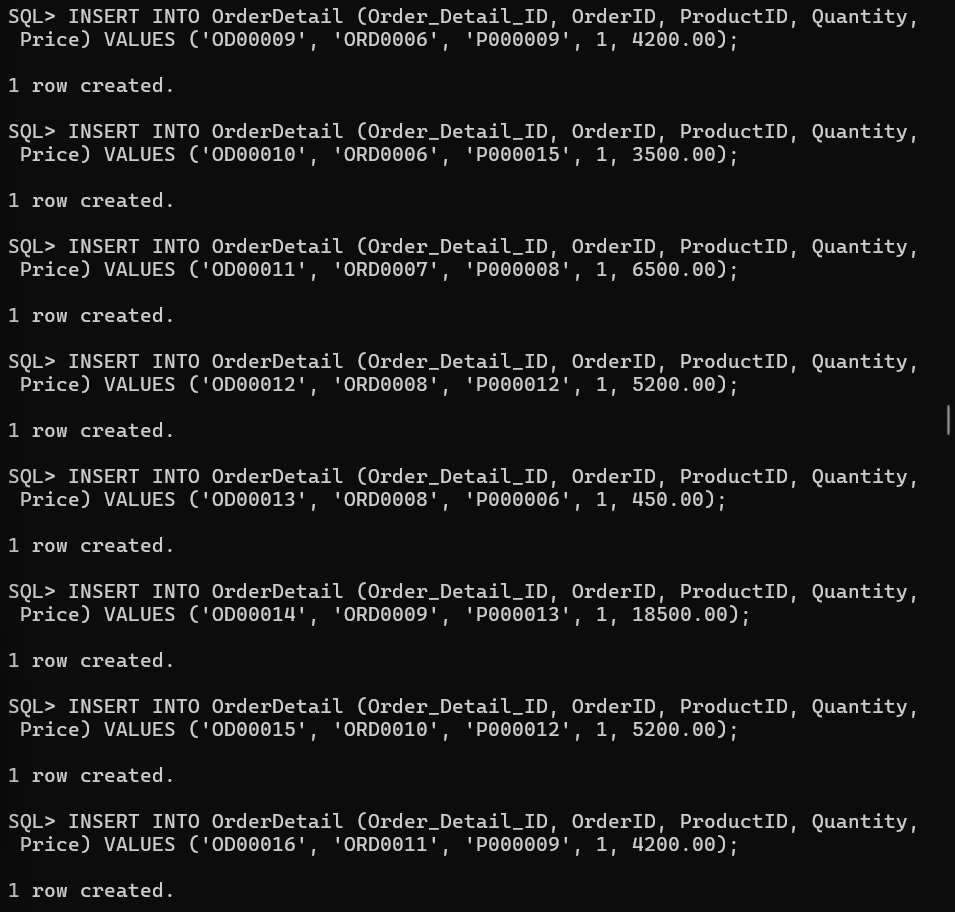 SQL> INSERT INTO OrderDetail (Order_Detail_ID, OrderID, ProductID, Quantity,
Price) VALUES ('OD00009', 'ORD0006', 'P000009', 1, 4200.00);
1 row created.
SQL> INSERT INTO OrderDetail (Order_Detail_ID, OrderID, ProductID, Quantity,
Price) VALUES ('OD00010', 'ORD0006', 'P000015', 1, 3500.00);
1 row created.
SQL> INSERT INTO OrderDetail (Order_Detail_ID, OrderID, ProductID, Quantity,
Price) VALUES ('OD00011', 'ORD0007', 'P000008', 1, 6500.00);
1 row created.
SQL> INSERT INTO OrderDetail (Order_Detail_ID, OrderID, ProductID, Quantity,
Price) VALUES ('OD00012', 'ORD0008', 'P000012', 1, 5200.00);
1 row created.
SQL> INSERT INTO OrderDetail (Order_Detail_ID, OrderID, ProductID, Quantity,
Price) VALUES ('OD00013', 'ORD0008', 'P000006', 1, 450.00);
1 row created.
SQL> INSERT INTO OrderDetail (Order_Detail_ID, OrderID, ProductID, Quantity,
Price) VALUES ('OD00014', 'ORD0009', 'P000013', 1, 18500.00);
1 row created.
SQL> INSERT INTO OrderDetail (Order_Detail_ID, OrderID, ProductID, Quantity,
Price) VALUES ('OD00015', 'ORD0010', 'P000012', 1, 5200.00);
1 row created.
SQL> INSERT INTO OrderDetail (Order_Detail_ID, OrderID, ProductID, Quantity,
Price) VALUES ('OD00016', 'ORD0011', 'P000009', 1, 4200.00);
1 row created.